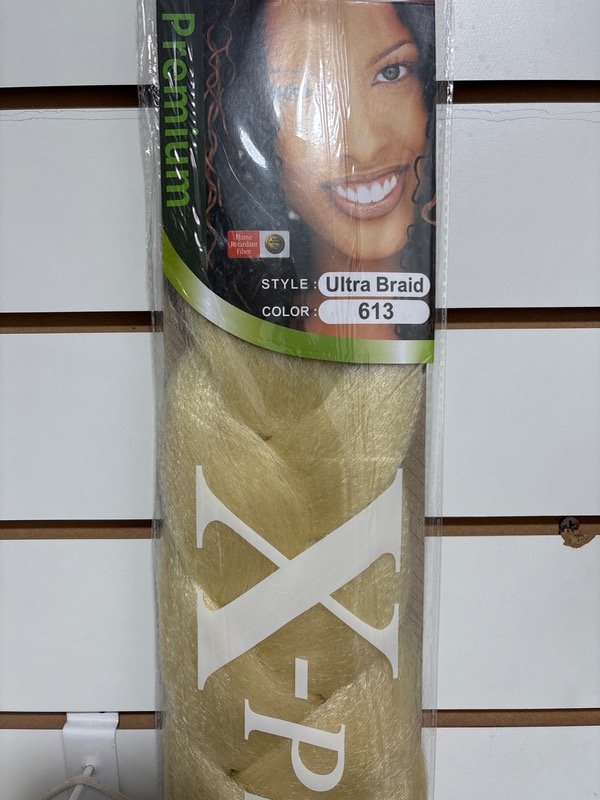 Premium
Flame
Retardant
Fiber
STYLE : Ultra Braid
COLOR : 613
X-P